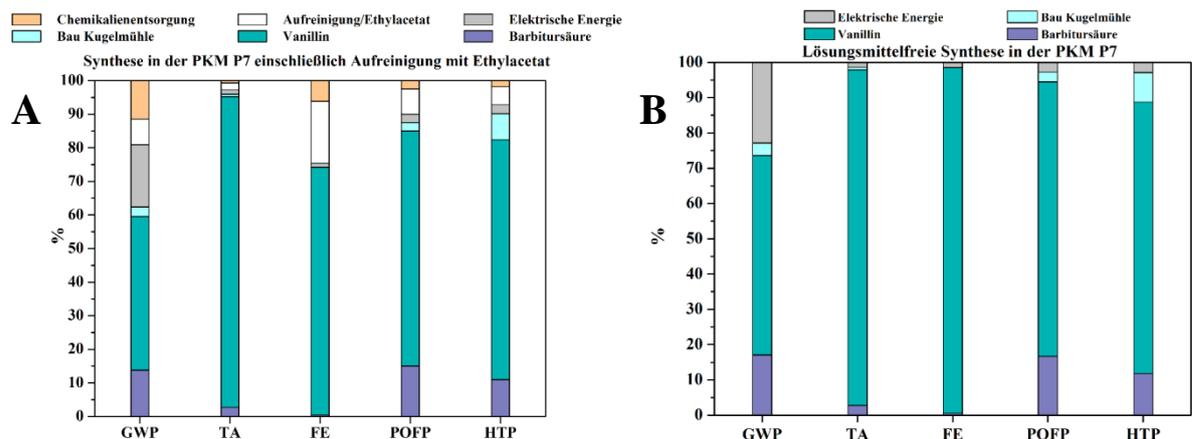 Chemikalienentsorgung Aufreinigung/Ethylacetat Elektrische Energie
Bau Kugelmühle Vanillin Barbitursäure
Synthese in der PKM P7 einschließlich Aufreinigung mit Ethylacetat
A
100
90
80
70
60
50
40
30
20
10
0
%
GWP TA FE POFP HTP
Elektrische Energie Bau Kugelmühle
Vanillin Barbitursäure
Lösungsmittelfreie Synthese in der PKM P7
B
100
90
80
70
60
50
40
30
20
10
0
%
GWP TA FE POFP HTP